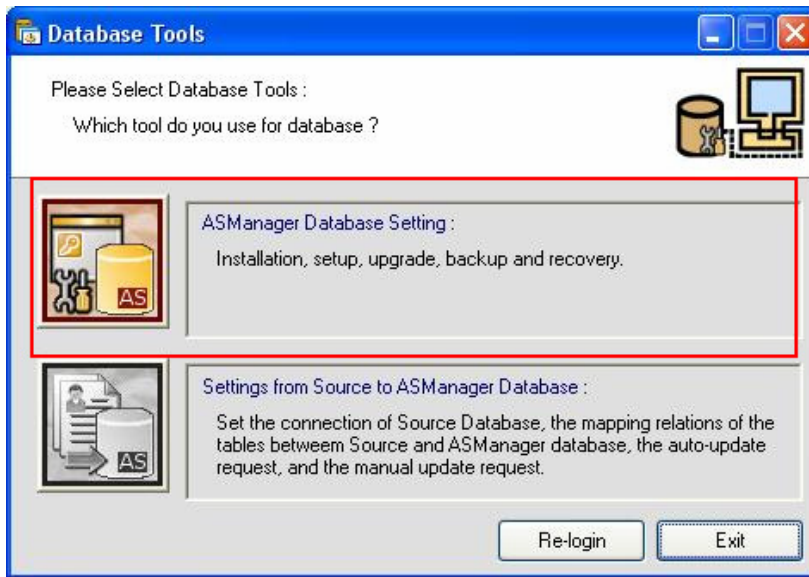 Database Tools
Please Select Database Tools :
Which tool do you use for database ?
ASManager Database Setting :
Installation, setup, upgrade, backup and recovery.
AS
Settings from Source to ASManager Database :
Set the connection of Source Database, the mapping relations of the
tables betweem Source and ASManager database, the auto-update
request, and the manual update request.
AS
Re-login
Exit